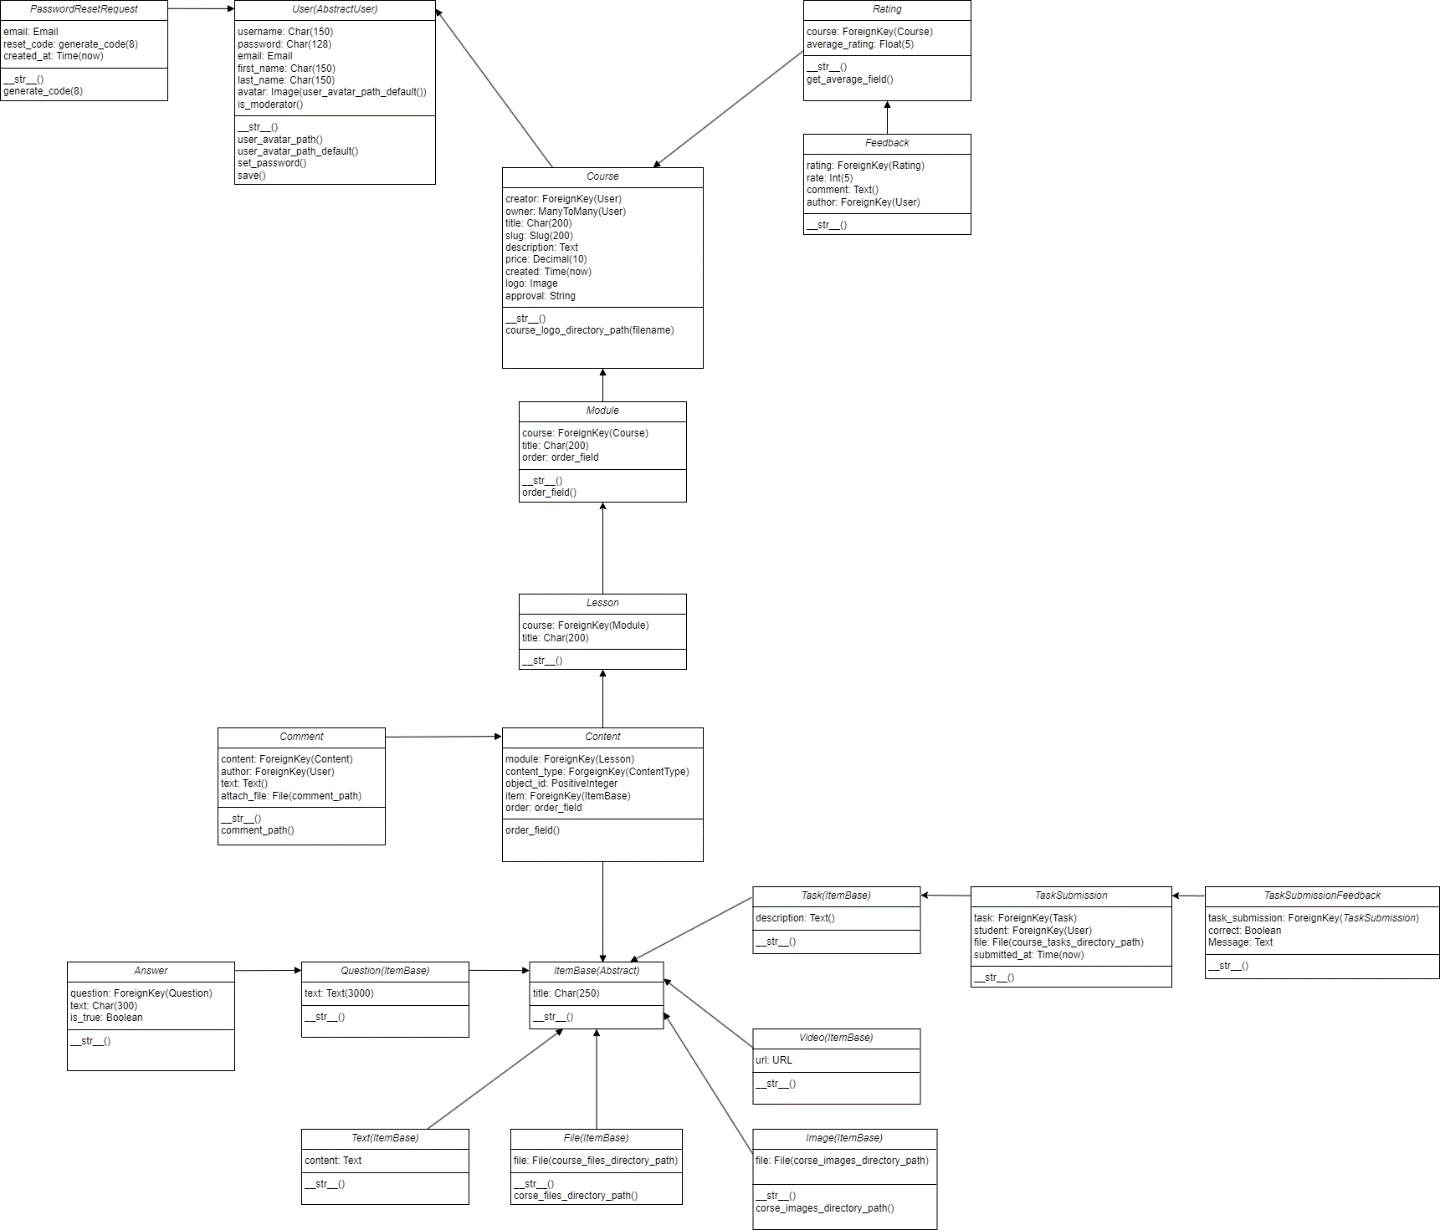 PasswordResetRequest
email: Email
reset_code: generate_code(8)
created_at: Time(now)
__str__()
generate_code(8)
User(AbstractUser)
username: Char(150)
password: Char(128)
email: Email
first_name: Char(150)
last_name: Char(150)
avatar: Image(user_avatar_path_default())
is_moderator()
__str__()
user_avatar_path()
user_avatar_path_default()
set_password()
save()
Rating
course: ForeignKey(Course)
average_rating: Float(5)
__str__()
get_average_field()
Feedback
rating: ForeignKey(Rating)
rate: Int(5)
comment: Text()
author: ForeignKey(User)
__str__()
Course
creator: ForeignKey(User)
owner: ManyToMany(User)
title: Char(200)
slug: Slug(200)
description: Text
price: Decimal(10)
created: Time(now)
logo: Image
approval: String
__str__()
course_logo_directory_path(filename)
Module
course: ForeignKey(Course)
title: Char(200)
order: order_field
__str__()
order_field()
Lesson
course: ForeignKey(Module)
title: Char(200)
__str__()
Comment
content: ForeignKey(Content)
author: ForeignKey(User)
text: Text()
attach_file: File(comment_path)
__str__()
comment_path()
Content
module: ForeignKey(Lesson)
content_type: ForgeignKey(ContentType)
object_id: PositiveInteger
item: ForeignKey(ItemBase)
order: order_field
order_field()
Task(ItemBase)
description: Text()
__str__()
TaskSubmission
task: ForeignKey(Task)
student: ForeignKey(User)
file: File(course_tasks_directory_path)
submitted_at: Time(now)
__str__()
TaskSubmissionFeedback
task_submission: ForeignKey(TaskSubmission)
correct: Boolean
Message: Text
__str__()
Answer
question: ForeignKey(Question)
text: Char(300)
is_true: Boolean
__str__()
Question(ItemBase)
text: Text(3000)
__str__()
ItemBase(Abstract)
title: Char(250)
__str__()
Video(ItemBase)
url: URL
__str__()
Text(ItemBase)
content: Text
__str__()
File(ItemBase)
file: File(course_files_directory_path)
__str__()
corse_files_directory_path()
Image(ItemBase)
file: File(corse_images_directory_path)
__str__()
corse_images_directory_path()